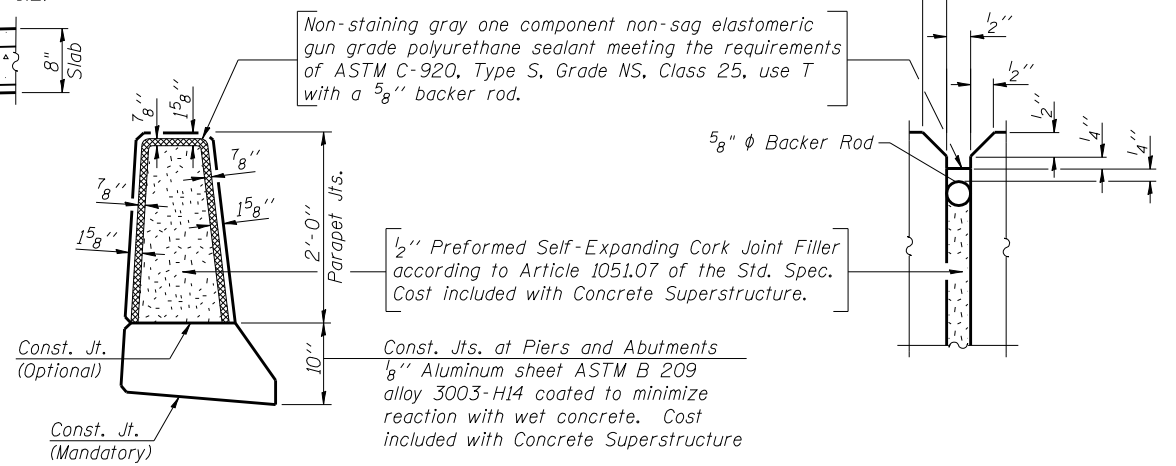 8"
Slab
Non-staining gray one component non-sag elastomeric
gun grade polyurethane sealant meeting the requirements
of ASTM C-920, Type S, Grade NS, Class 25, use T
with a 5/8" backer rod.
7/8"
1 5/8"
7/8"
7/8"
1 5/8"
1 5/8"
2'-0"
Parapet Jts.
10"
1/2" Preformed Self-Expanding Cork Joint Filler
according to Article 1051.07 of the Std. Spec.
Cost included with Concrete Superstructure.
Const. Jt.
(Optional)
Const. Jt.
(Mandatory)
Const. Jts. at Piers and Abutments
1/8" Aluminum sheet ASTM B 209
alloy 3003-H14 coated to minimize
reaction with wet concrete. Cost
included with Concrete Superstructure
1/2"
1/2"
1/2"
1/4"
1/4"
5/8" φ Backer Rod